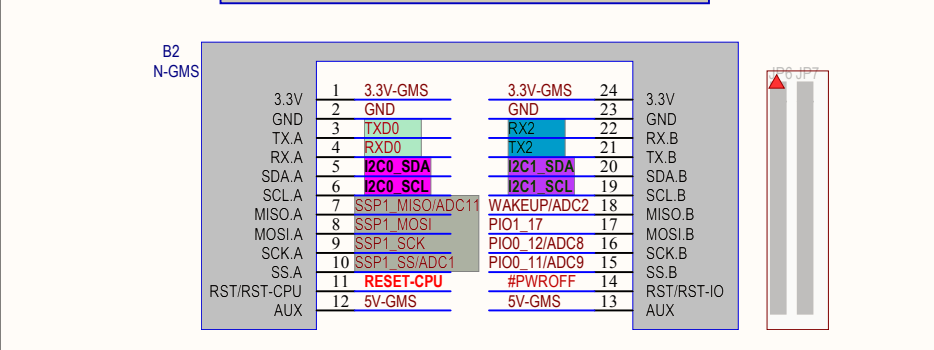 B2
N-GMS
JP6 JP7
3.3V 1 3.3V-GMS 3.3V-GMS 24 3.3V
GND 2 GND GND 23 GND
TX.A 3 TXD0 RX2 22 RX.B
RX.A 4 RXD0 TX2 21 TX.B
SDA.A 5 I2C0_SDA I2C1_SDA 20 SDA.B
SCL.A 6 I2C0_SCL I2C1_SCL 19 SCL.B
MISO.A 7 SSP1_MISO/ADC11 WAKEUP/ADC2 18 MISO.B
MOSI.A 8 SSP1_MOSI PIO1_17 17 MOSI.B
SCK.A 9 SSP1_SCK PIO0_12/ADC8 16 SCK.B
SS.A 10 SSP1_SS/ADC1 PIO0_11/ADC9 15 SS.B
RST/RST-CPU 11 RESET-CPU #PWROFF 14 RST/RST-IO
AUX 12 5V-GMS 5V-GMS 13 AUX